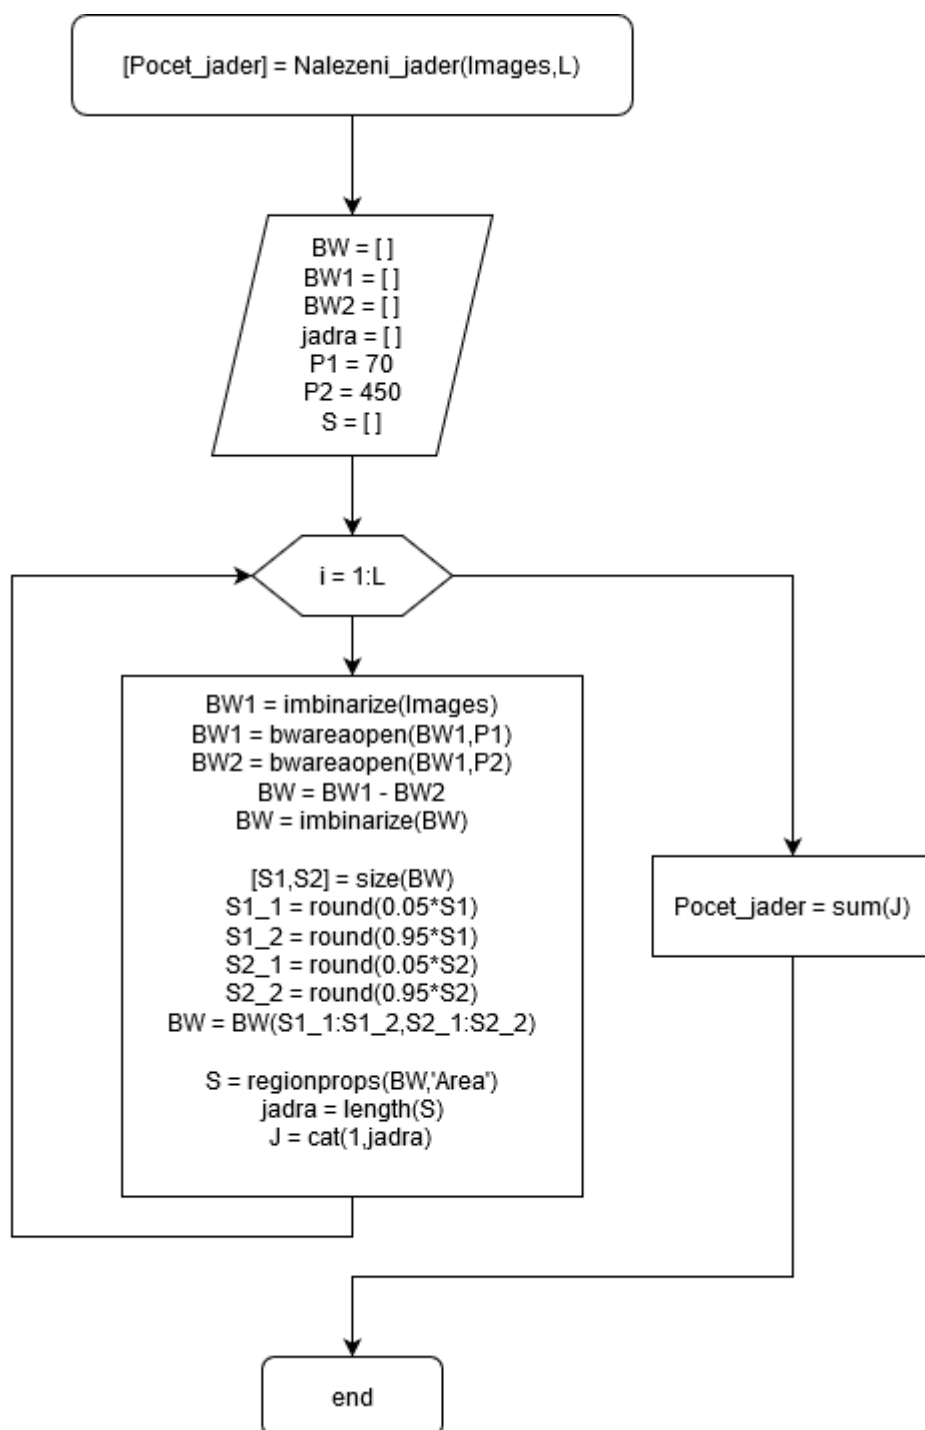 [Pocet_jader] = Nalezeni_jader(Images,L)
BW = [ ]
BW1 = [ ]
BW2 = [ ]
jadra = [ ]
P1 = 70
P2 = 450
S = [ ]
i = 1:L
BW1 = imbinarize(Images)
BW1 = bwareaopen(BW1,P1)
BW2 = bwareaopen(BW1,P2)
BW = BW1 - BW2
BW = imbinarize(BW)
[S1,S2] = size(BW)
S1_1 = round(0.05*S1)
S1_2 = round(0.95*S1)
S2_1 = round(0.05*S2)
S2_2 = round(0.95*S2)
BW = BW(S1_1:S1_2,S2_1:S2_2)
S = regionprops(BW,'Area')
jadra = length(S)
J = cat(1,jadra)
Pocet_jader = sum(J)
end